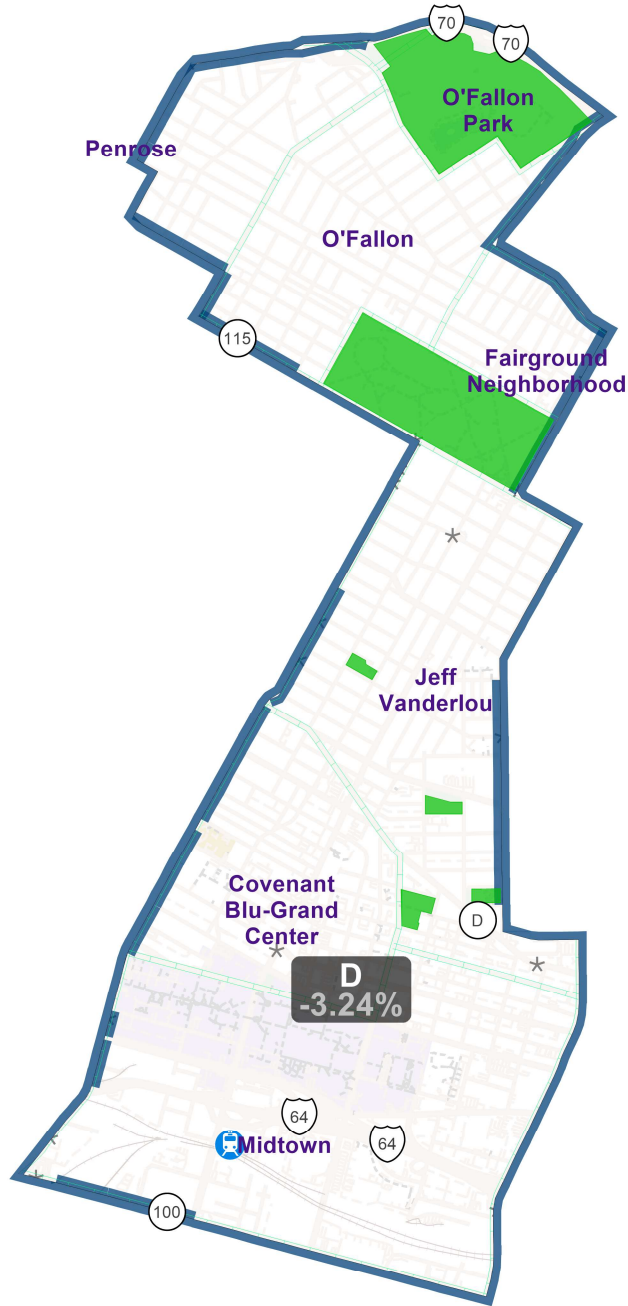 70
70
O'Fallon
Park
Penrose
O'Fallon
115
Fairground
Neighborhood
Jeff
Vanderlou
Covenant
Blu-Grand
Center
D
D
-3.24%
64
64
Midtown
100